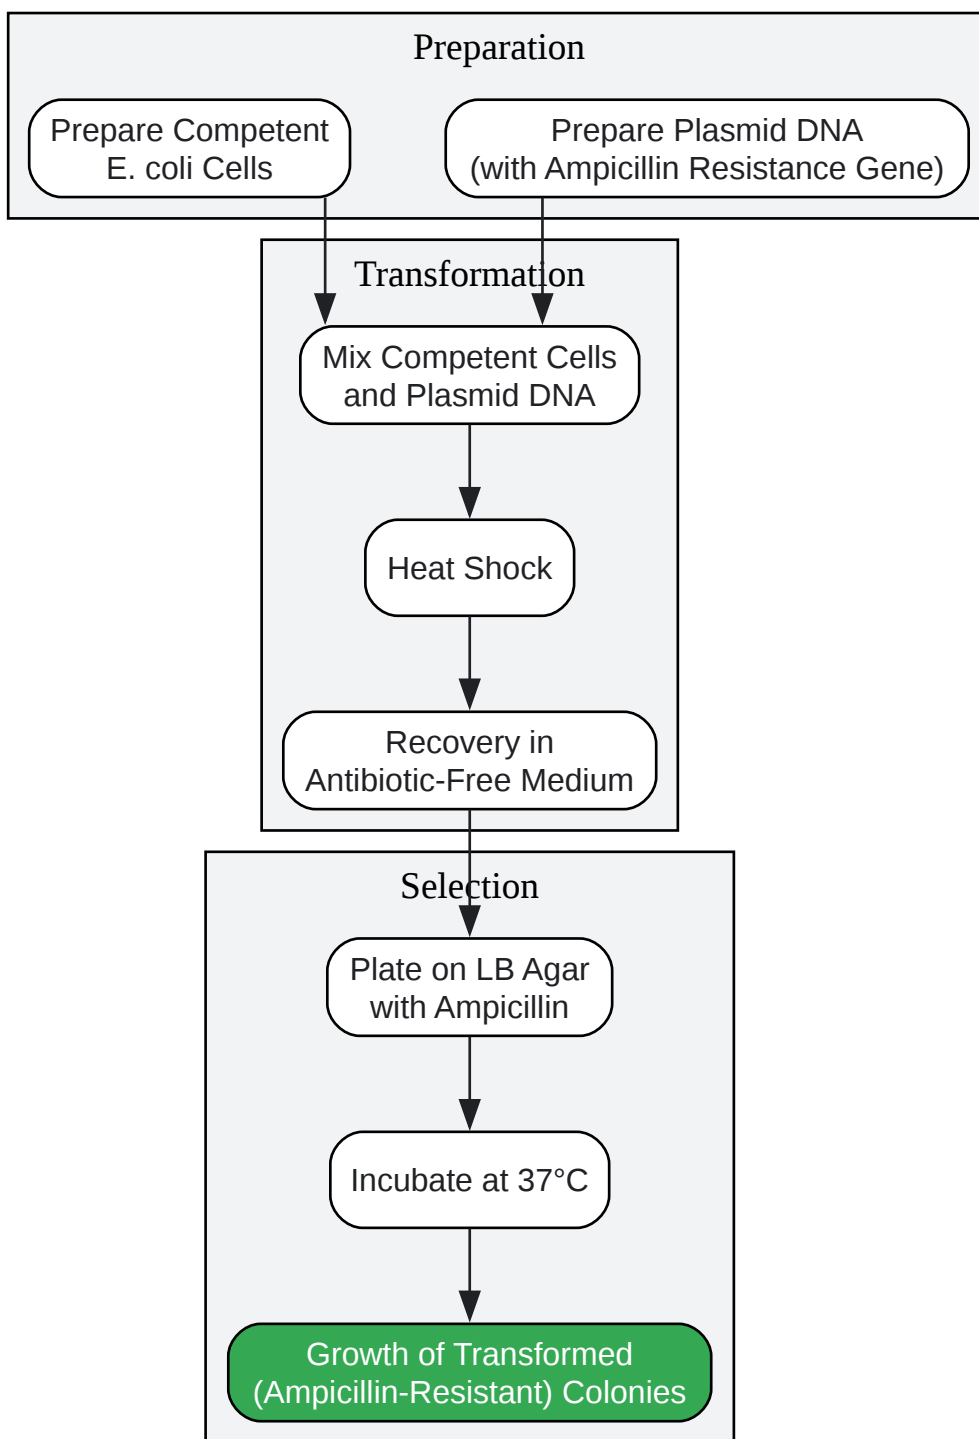 Preparation
Prepare Competent
E. coli Cells
Prepare Plasmid DNA
(with Ampicillin Resistance Gene)
Transformation
Mix Competent Cells
and Plasmid DNA
Heat Shock
Recovery in
Antibiotic-Free Medium
Selection
Plate on LB Agar
with Ampicillin
Incubate at 37°C
Growth of Transformed
(Ampicillin-Resistant) Colonies